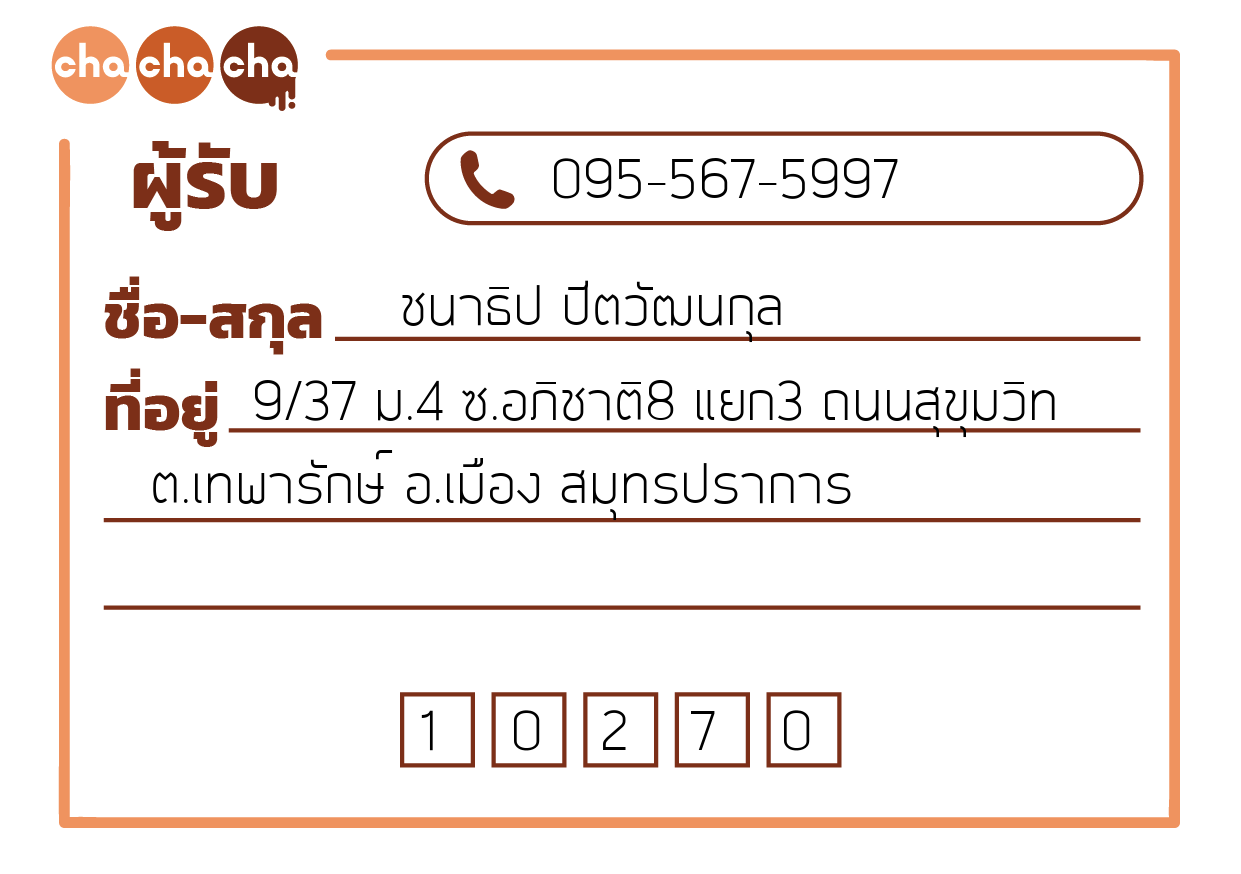 cha cha cha
ผู้รับ 095-567-5997
ชื่อ-สกุล ชนาธิป ปีตวัฒนกุล
ที่อยู่ 9/37 ม.4 ซ.อภิชาติ8 แยก3 ถนนสุขุมวิท
ต.เทพารักษ์ อ.เมือง สมุทรปราการ
1 0 2 7 0